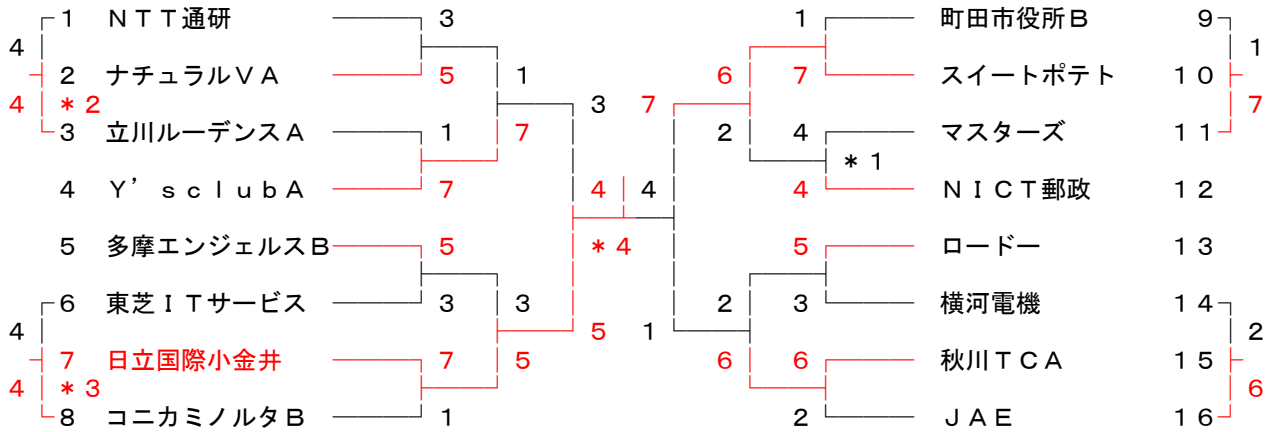 1 ＮＴＴ通研 3 1 町田市役所Ｂ 9
4 1
2 ナチュラルＶＡ 5 1 6 7 スイートポテト 10
4 ＊2 3 7 7
3 立川ルーデンスＡ 1 7 2 4 マスターズ 11
＊1
4 Ｙ’ｓｃｌｕｂＡ 7 4 4 4 ＮＩＣＴ郵政 12
5 多摩エンジェルスＢ 5 ＊4 5 ロードー 13
6 東芝ＩＴサービス 3 3 2 3 横河電機 14
4 5 1 2
7 日立国際小金井 7 5 6 6 秋川ＴＣＡ 15
4 ＊3 6
8 コニカミノルタＢ 1 2 ＪＡＥ 16